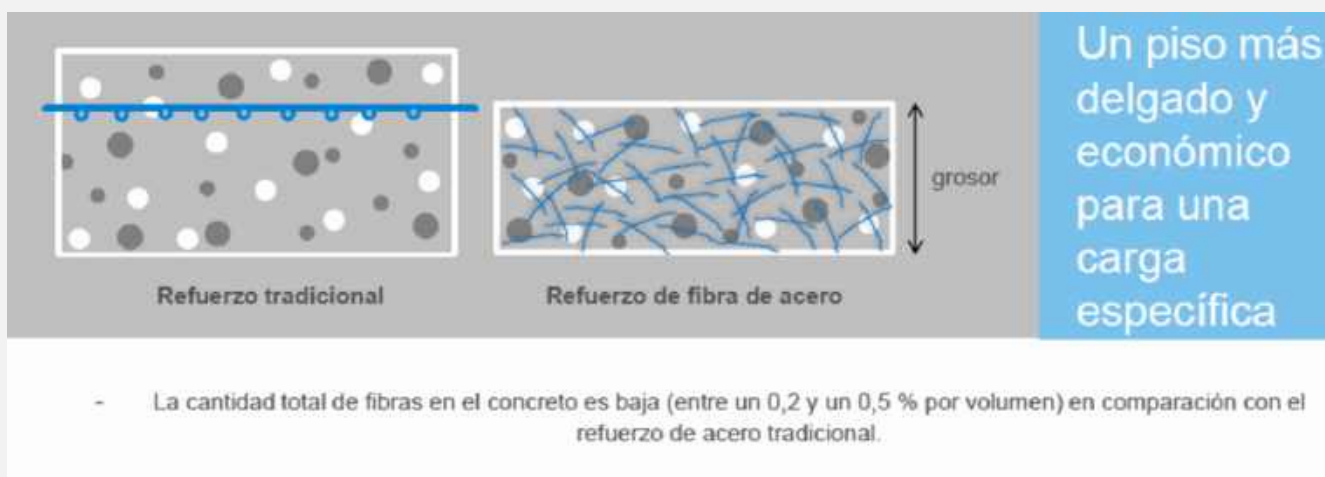 Un piso más
delgado y
económico
para una
carga
específica
grosor
Refuerzo tradicional
Refuerzo de fibra de acero
- La cantidad total de fibras en el concreto es baja (entre un 0,2 y un 0,5 % por volumen) en comparación con el
refuerzo de acero tradicional.